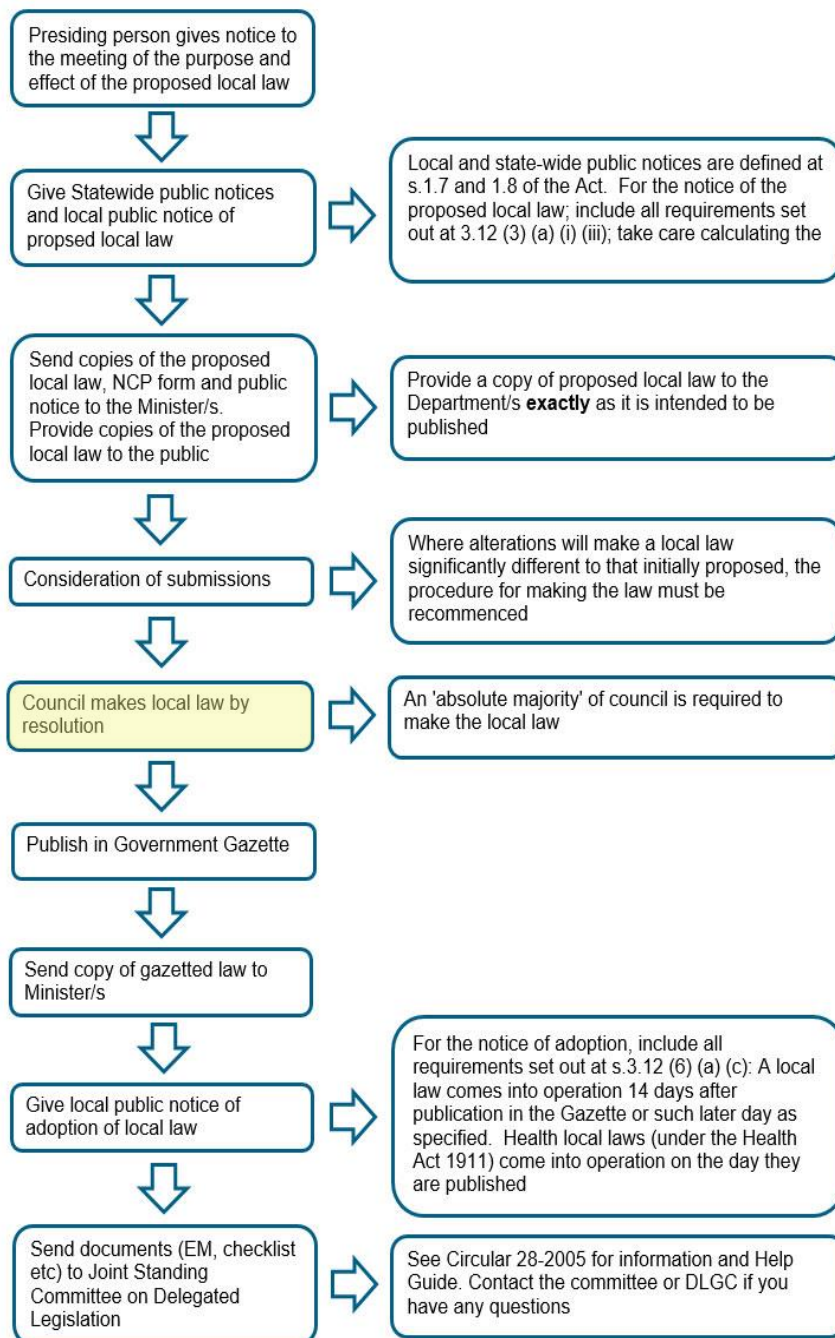 Presiding person gives notice to
the meeting of the purpose and
effect of the proposed local law
Give Statewide public notices
and local public notice of
propsed local law
Local and state-wide public notices are defined at
s.1.7 and 1.8 of the Act. For the notice of the
proposed local law; include all requirements set
out at 3.12 (3) (a) (i) (iii); take care calculating the
Send copies of the proposed
local law, NCP form and public
notice to the Minister/s.
Provide copies of the proposed
local law to the public
Provide a copy of proposed local law to the
Department/s exactly as it is intended to be
published
Consideration of submissions
Where alterations will make a local law
significantly different to that initially proposed, the
procedure for making the law must be
recommenced
Council makes local law by
resolution
An 'absolute majority' of council is required to
make the local law
Publish in Government Gazette
Send copy of gazetted law to
Minister/s
Give local public notice of
adoption of local law
For the notice of adoption, include all
requirements set out at s.3.12 (6) (a) (c): A local
law comes into operation 14 days after
publication in the Gazette or such later day as
specified. Health local laws (under the Health
Act 1911) come into operation on the day they
are published
Send documents (EM, checklist
etc) to Joint Standing
Committee on Delegated
Legislation
See Circular 28-2005 for information and Help
Guide. Contact the committee or DLGC if you
have any questions